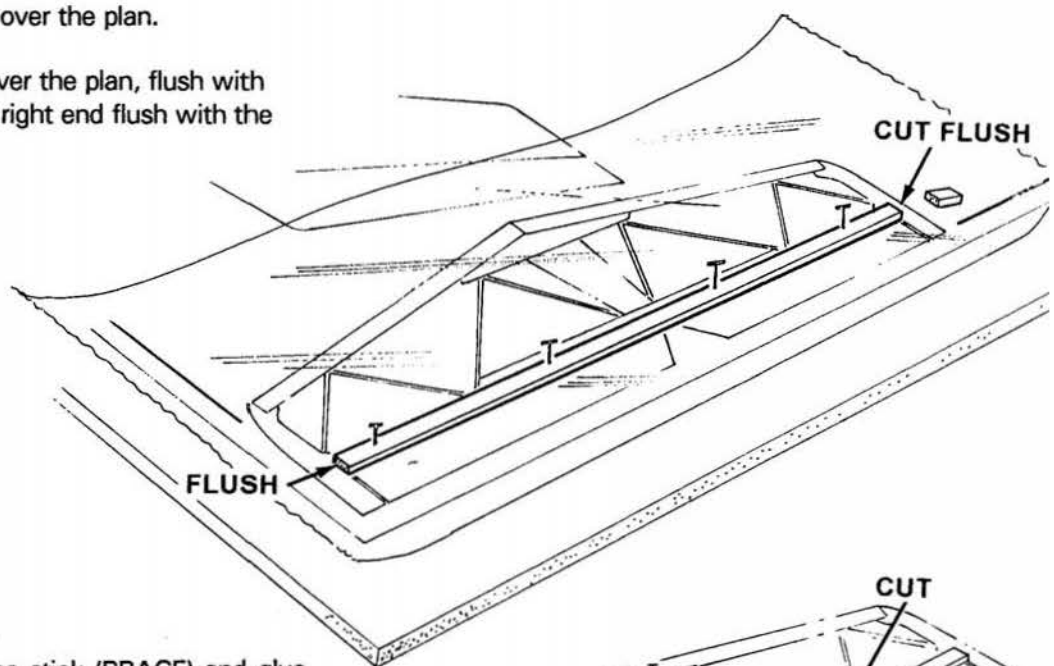 over the plan.
ver the plan, flush with
right end flush with the
CUT FLUSH
FLUSH
CUT
stick (BRACE) and glue